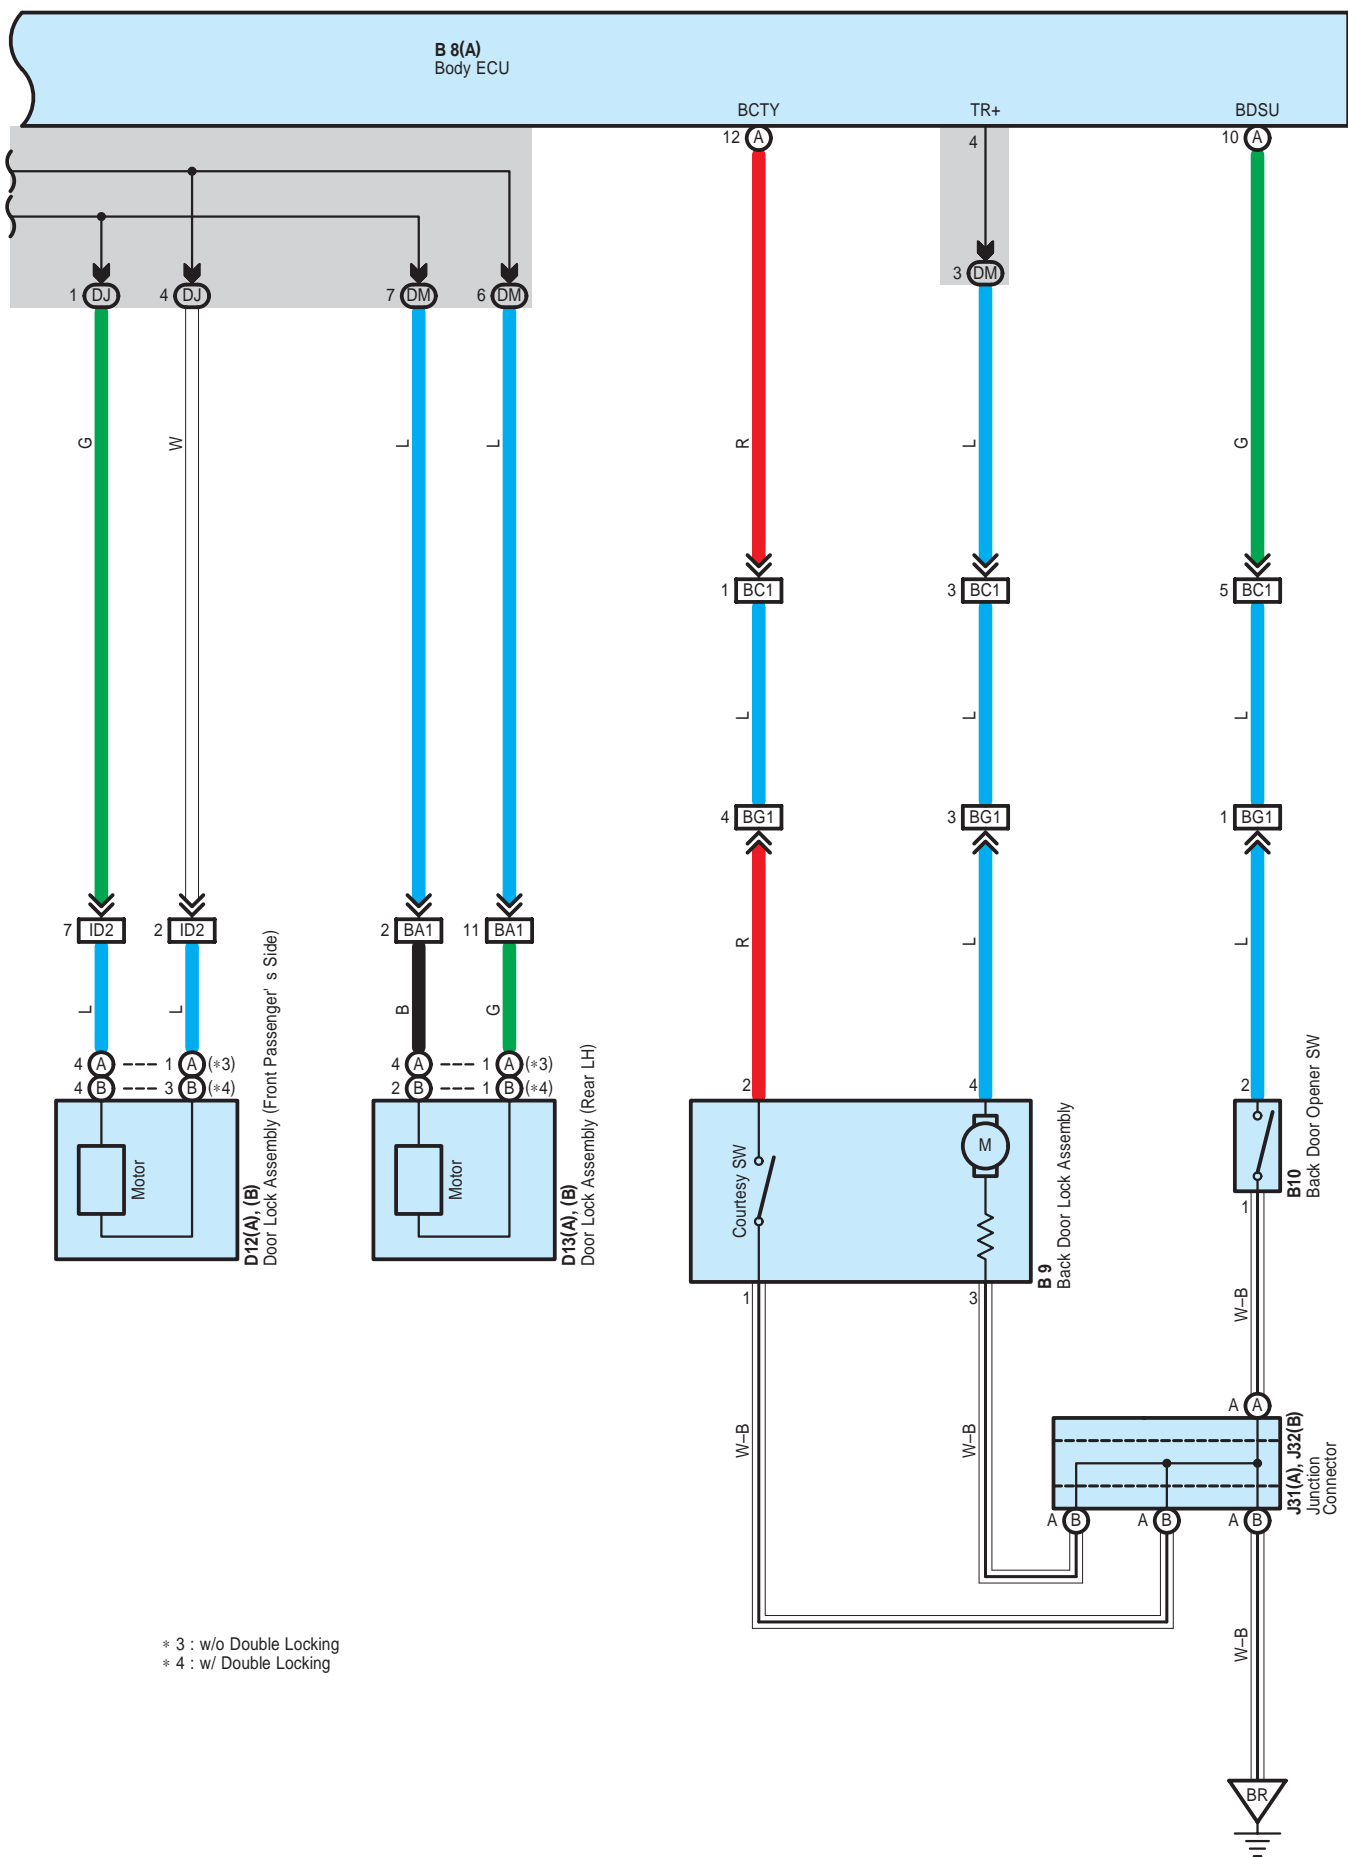 B 8(A)
Body ECU
BCTY TR+ BDSU
12 A 4 10 A
3 DM
1 DJ 4 DJ 7 DM 6 DM
G W L L R L G
1 BC1 3 BC1 5 BC1
L L L
4 BG1 3 BG1 1 BG1
7 ID2 2 ID2 2 BA1 11 BA1
R L L
L L B G
4 A 1 A (*3) 4 A 1 A (*3)
4 B 3 B (*4) 2 B 1 B (*4)
2 4 2
Motor
D12(A), (B)
Door Lock Assembly (Front Passenger' s Side)
Motor
D13(A), (B)
Door Lock Assembly (Rear LH)
Courtesy SW
M
B 9
Back Door Lock Assembly
B10
Back Door Opener SW
1 3 1
W–B
A A
W–B W–B
J31(A), J32(B)
Junction
Connector
A B A B A B
W–B
* 3 : w/o Double Locking
* 4 : w/ Double Locking
BR